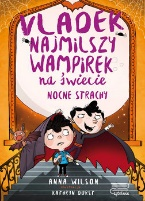 VLADEK
NAJMILSZY
WAMPIREK
na świecie
NOCNE STRACHY
ANNA WILSON
KATHRYN DURST